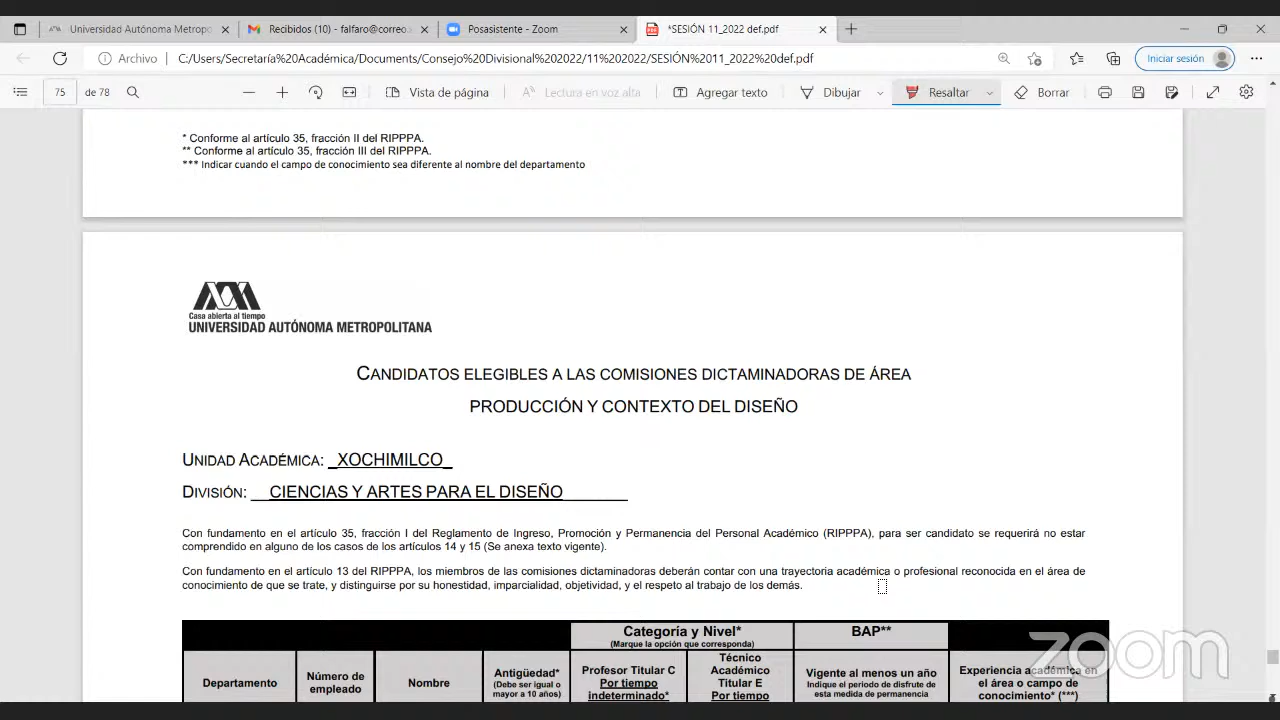 Universidad Autónoma Metropo
Recibidos (10) - falfaro@correo.
Posasistente - Zoom
*SESIÓN 11_2022 def.pdf
Archivo
C:/Users/Secretaría%20Académica/Documents/Consejo%20Divisional%202022/11%202022/SESIÓN%2011_2022%20def.pdf
Iniciar sesión
75 de 78
Vista de página
Lectura en voz alta
Agregar texto
Dibujar
Resaltar
Borrar
* Conforme al artículo 35, fracción II del RIPPPA.
** Conforme al artículo 35, fracción III del RIPPPA.
*** Indicar cuando el campo de conocimiento sea diferente al nombre del departamento
Casa abierta al tiempo
UNIVERSIDAD AUTÓNOMA METROPOLITANA
CANDIDATOS ELEGIBLES A LAS COMISIONES DICTAMINADORAS DE ÁREA
PRODUCCIÓN Y CONTEXTO DEL DISEÑO
UNIDAD ACADÉMICA: _XOCHIMILCO_
DIVISIÓN: __CIENCIAS Y ARTES PARA EL DISEÑO_______
Con fundamento en el artículo 35, fracción I del Reglamento de Ingreso, Promoción y Permanencia del Personal Académico (RIPPPA), para ser candidato se requerirá no estar
comprendido en alguno de los casos de los artículos 14 y 15 (Se anexa texto vigente).
Con fundamento en el artículo 13 del RIPPPA, los miembros de las comisiones dictaminadoras deberán contar con una trayectoria académica o profesional reconocida en el área de
conocimiento de que se trate, y distinguirse por su honestidad, imparcialidad, objetividad, y el respeto al trabajo de los demás.
Categoría y Nivel*
(Marque la opción que corresponda)
BAP**
Departamento
Número de
empleado
Nombre
Antigüedad*
(Debe ser igual o
mayor a 10 años)
Profesor Titular C
Por tiempo
indeterminado*
Técnico
Académico
Titular E
Por tiempo
Vigente al menos un año
Indique el periodo de disfrute de
esta medida de permanencia
Experiencia académica en
el área o campo de
conocimiento* (***)
zoom